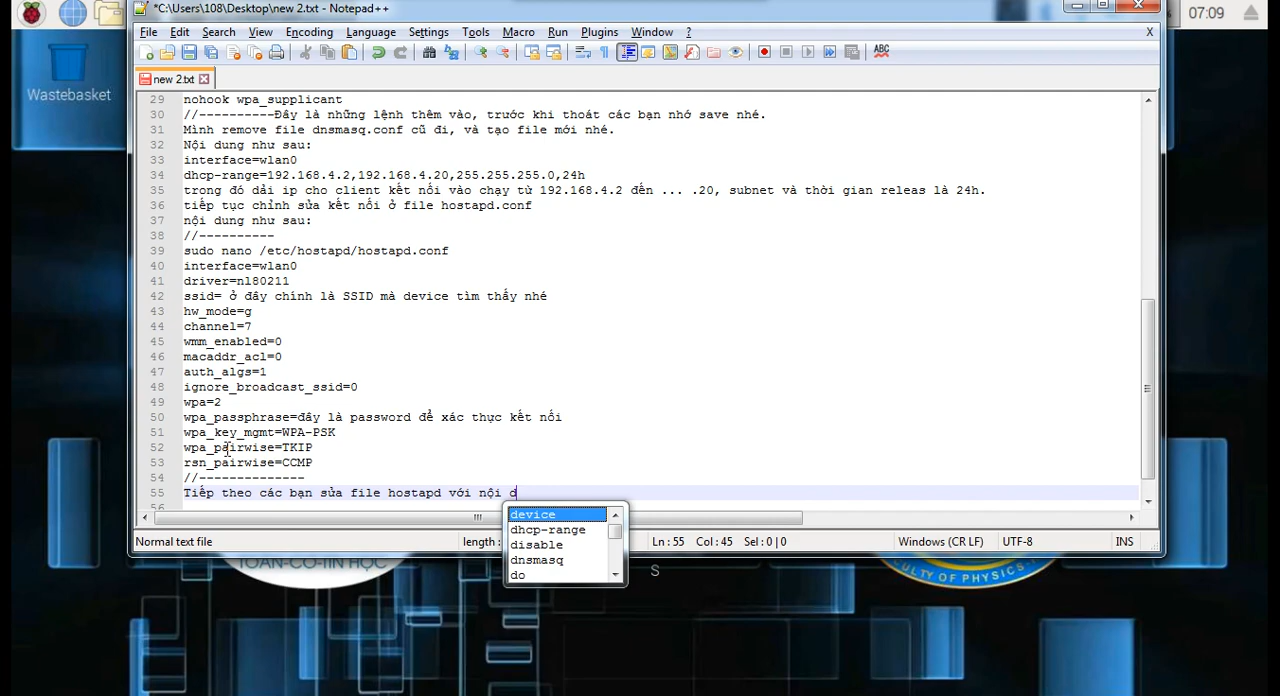 *C:\Users\108\Desktop\new 2.txt - Notepad++
07:09
File Edit Search View Encoding Language Settings Tools Macro Run Plugins Window ? X
ABC
Wastebasket
new 2.txt
29 nohook wpa_supplicant
30 //----------Đây là những lệnh thêm vào, trước khi thoát các bạn nhớ save nhé.
31 Mình remove file dnsmasq.conf cũ đi, và tạo file mới nhé.
32 Nội dung như sau:
33 interface=wlan0
34 dhcp-range=192.168.4.2,192.168.4.20,255.255.255.0,24h
35 trong đó dải ip cho client kết nối vào chạy từ 192.168.4.2 đến ... .20, subnet và thời gian releas là 24h.
36 tiếp tục chỉnh sửa kết nối ở file hostapd.conf
37 nội dung như sau:
38 //----------
39 sudo nano /etc/hostapd/hostapd.conf
40 interface=wlan0
41 driver=nl80211
42 ssid= ở đây chính là SSID mà device tìm thấy nhé
43 hw_mode=g
44 channel=7
45 wmm_enabled=0
46 macaddr_acl=0
47 auth_algs=1
48 ignore_broadcast_ssid=0
49 wpa=2
50 wpa_passphrase=đây là password để xác thực kết nối
51 wpa_key_mgmt=WPA-PSK
52 wpa_pairwise=TKIP
53 rsn_pairwise=CCMP
54 //--------------
55 Tiếp theo các bạn sửa file hostapd với nội d
56
device
dhcp-range
disable
dnsmasq
do
Normal text file length : Ln : 55 Col : 45 Sel : 0 | 0 Windows (CR LF) UTF-8 INS
TOÁN-CƠ-TIN HỌC
S
CULTY OF PHYSICS